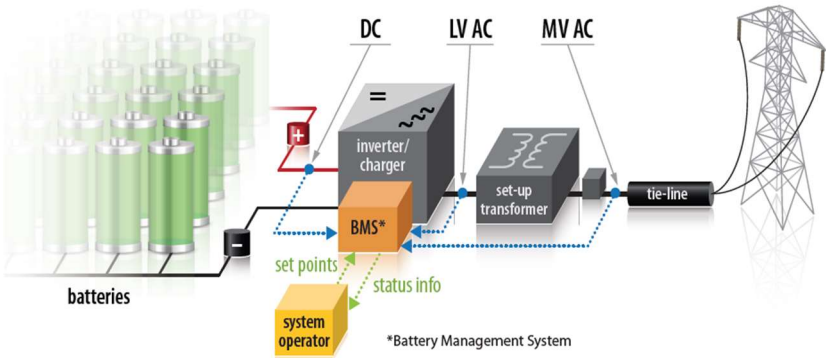 DC
LV AC
MV AC
+
=
inverter/
charger
set-up
transformer
tie-line
BMS*
-
set points
status info
batteries
system
operator
*Battery Management System